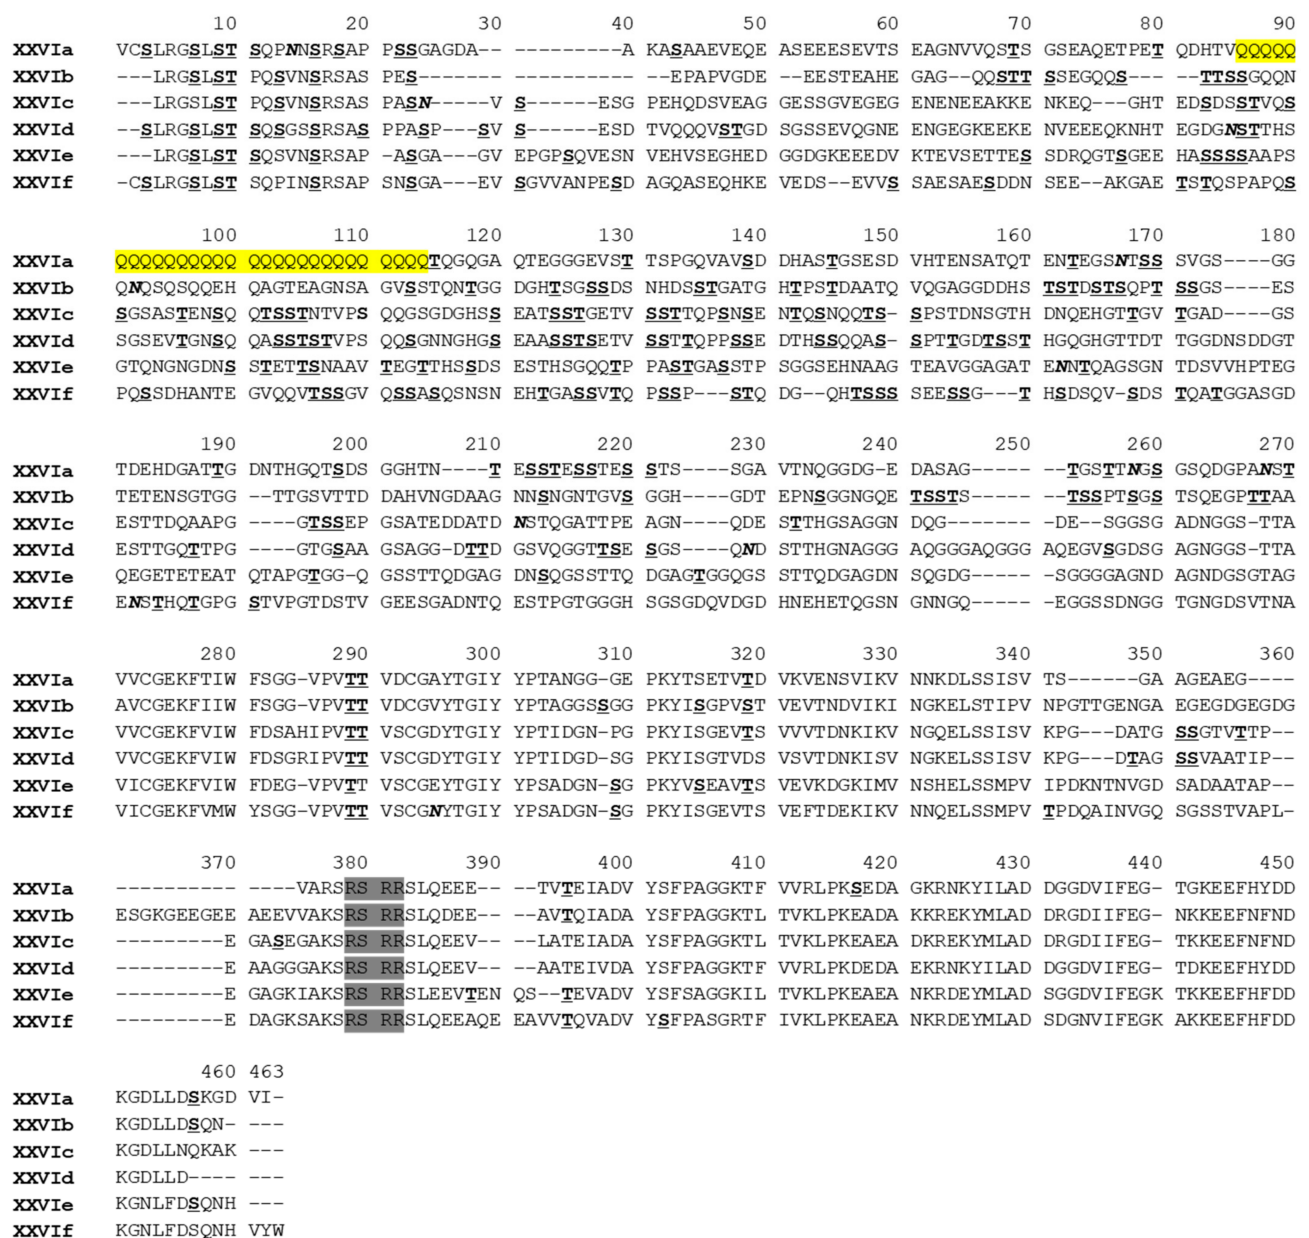 10 20 30 40 50 60 70 80 90
XXVIa VCSLRGSLST SQPNNSRSAP PSSGAGDA-- ---------A KASAAEVEQE ASEEESEVTS EAGNVVQSTS GSEAQETPET QDHTVQQQQQ
XXVIb ---LRGSLST PQSVNSRSAS PES------- ---------- ---EPAPVGDE --EESTEAHE GAG--QQSTT SSEGQQS--- --TTSSGQQN
XXVIc ---LRGSLST PQSVNSRSAS PASN-----V S------ESG PEHQDSVEAG GESSGVEGEG ENENEEAKKE NKEQ---GHT EDSDSSTVQS
XXVId --SLRGSLST SQSGSSRSAS PPASP---SV S------ESD TVQQQVSTGD SGSSEVQGNE ENGEGKEEKE NVEEEQKNHT EGDGNSTTHS
XXVIe ---LRGSLST SQSVNSRSAP -ASGA---GV EPGPSQVESN VEHVSEGHED GGDGKEEEDV KTEVSETTES SDRQGTSGEE HASSSSAAPS
XXVIf -CSLRGSLST SQPINSRSAP SNSGA---EV SGVVANPESD AGQASEQHKE VEDS--EVVS SAESAESDDN SEE--AKGAE TSTQSPAPQS
100 110 120 130 140 150 160 170 180
XXVIa QQQQQQQQQQ QQQQQQQQQQ QQQQTQGQGA QTEGGGEVST TSPGQVAVSD DHASTGSESD VHTENSATQT ENTEGSNTSS SVGS----GG
XXVIb QNQSQSQQEH QAGTEAGNSA GVSSTQNTGG DGHTSGSSDS NHDSSTGATGH HTPSTDAATQ VQGAGGDDHS TSTDSTSQPT SSGS----ES
XXVIc SGSASTENSQ QTSSTNTVPS QQGSGDGHSS EATSSTGETV SSTTQPSNSEN NTQSNQQTS- SPSTDNSGTH DNQEHGTTGV TGAD----GS
XXVId SGSEVTGNSQ QASSTSTVPS QQSGNNGHGS EAASSTSETV SSTTQPPSSE DTHSSQQAS- SPTTGDTSST HGQGHGTTDT TGGDNSDDGT
XXVIe GTQNGNGDNS STETTSNAAV TEGTTHSSDS ESTHSGQQTP PASTGASSTP SGGSEHNAAG TEAVGGAGAT ENNTQAGSGN TDSVVHPTEG
XXVIf PQSSDHANTE GVQQVTSSGV QSSASQSNSN EHTGASSVTQ PSSP---STQ DG--QHTSSSS SEESSG---T HSDSQV-SDS TQATGGASGD
190 200 210 220 230 240 250 260 270
XXVIa TDEHDGATTG DNTHGQTSDS GGHTN----T ESSTESSTES STS----SGA VTNQGGDG-E DASAG----- ----TGSTTNGS GSQDGPANST
XXVIb TETENSGTGG --TTGSVTTD DAHVNGDAAG NNSNGNTGVS GGH----GDT EPNSGGNGQE TSSTS----- ----TSSPTSGS TSQEGPTTAA
XXVIc ESTTDQAAPG ----GTSSEP GSATEDDATD NSTQGATTPE AGN---QDES TTHGSAGGN DQG------- ---DE-SGGSG ADNGGS-TTA
XXVId ESTTGQTTPG ----GTGSAA GSAGG-DTTD GSVQGGTTSE SGS---QNDS STTHGNAGGG AQGGGAQGGG AQEGVSGDSG AGNGGS-TTA
XXVIe QEGETETEAT QTAPGTGG-Q GSSTTQDGAG DNSQGSSTTQ DGAGTGGQGS STTQDGAGDN SQGDG----- -SGGGGAGND AGNDGSGTAG
XXVIf ENSTHQTGPG STVPGTDSTV GEESGADNTQ ESTPGTGGGH SGSGDQVDGD HNEHETQGSN GNNGQ----- -EGGSSDNGG TGNGDSVTNA
280 290 300 310 320 330 340 350 360
XXVIa VVCGEKFTIW FSGG-VPVTT VDCGAYTGIY YPTANGG-GE PKYTSETVTD VKVENSVIKV NNKDLSSISV TS------GA AGEAEG----
XXVIb AVCGEKFIIW FSGG-VPVTT VDCGVYTGIY YPTAGGSSGG PKYISGPVST VEVTNDVIKI NGKELSTIPV NPGTTGENGA EGEGDGEGDG
XXVIc VVCGEKFVIW FDSAHIPVTT VSCGDYTGIY YPTIDGN-PG PKYISGEVTS VVVTDNKIKV NGQELSSISV KPG---DATG SSGTVTTP--
XXVId VVCGEKFVIW FDSGRIPVTT VDCGDYTGIY YPTIDGD-SG PKYISGTVDS VSVTDNKISV NGKELSSISV KPG---DTAG SSVAATIP--
XXVIe VICGEKFVIW FDEG-VPVTT VSCGEYTGIY YPSADGN-SG PKYVSEAVTS VEVKDGKIMV NSHELSSMPV IPDKNTNVGD SADAATAP--
XXVIf VICGEKFVMW YSGG-VPVTT VSCGNYTGIY YPSADGN-SG PKYISGEVTS VEFTDEKIKV NNQELSSMPV TPDQAINVGQ SGSSTVAPL-
370 380 390 400 410 420 430 440 450
XXVIa ---------- ----VARSRS RRSLQEEE-- --TVTEIADV YSFPAGGKTF VVRLPKSEDA GKRNKYILAD DGGDVIFEG- TGKEEFHYDD
XXVIb ESGKGEEGEE AEEVVAKSRS RRSLQDEE-- --AVTQIADA YSFPAGGKTL TVKLPKEADA KKREKYMLAD DRGDIIFEG- NKKEEFNFND
XXVIc ---------E GASEGAKSRS RRSLQEEV-- --LATEIADA YSFPAGGKTL TVKLPKEAEA DKREKYMLAD DRGDIIFEG- TKKEEFNFND
XXVId ---------E AAGGGAKSRS RRSLQEEV-- --AATEIVDA YSFPAGGKTF VVRLPKDEDA EKRNKYILAD DGGDVIFEG- TDKEEFHYDD
XXVIe ---------E GAGKIAKSRS RRSLEEVTEN QS--TEVADV YSFSAGGKIL TVKLPKEAEA NKRDEYMLAD SGGDVIFEGK TKKEEFHFDD
XXVIf ---------E DAGKSAKSRS RRSLQEEAQE EAVVTQVADV YSFPASGRTF IVKLPKEAEA NKRDEYMLAD SDGNVIFEGK AKKEEFHFDD
460 463
XXVIa KGDLLDSKGD VI-
XXVIb KGDLLDSQN- ---
XXVIc KGDLLNQKAK ---
XXVId KGDLLD---- ---
XXVIe KGNLFDSQNH ---
XXVIf KGNLFDSQNH VYW